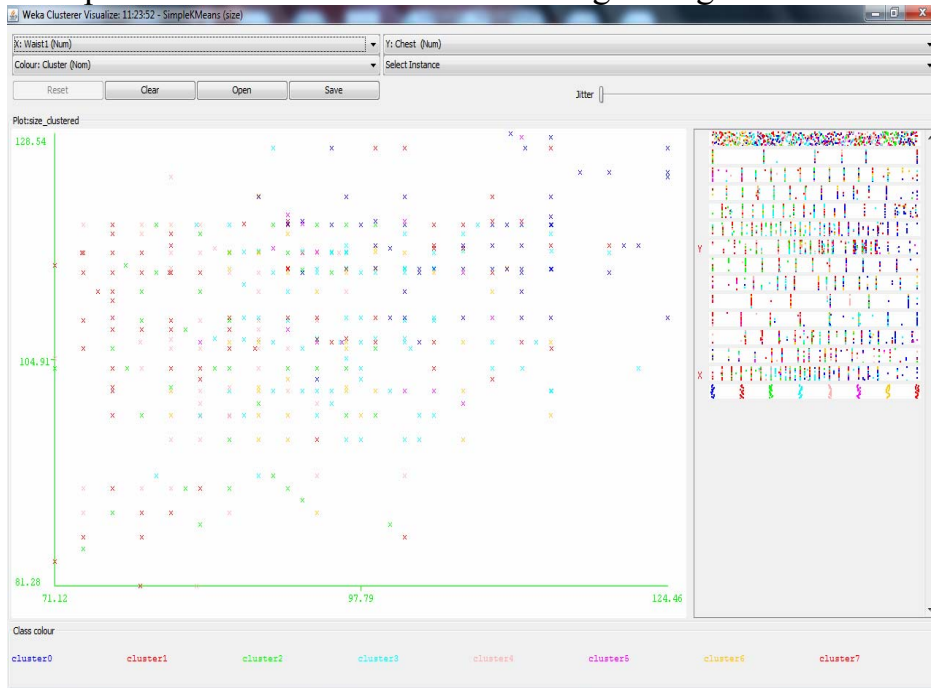 Weka Clusterer Visualize: 11:23:52 - SimpleKMeans (size)
X: Waist1 (Num) Y: Chest (Num)
Colour: Cluster (Nom) Select Instance
Reset Clear Open Save Jitter
Plot:size_clustered
128.54
Y
104.91
X
81.28
71.12 97.79 124.46
Class colour
cluster0 cluster1 cluster2 cluster3 cluster4 cluster5 cluster6 cluster7